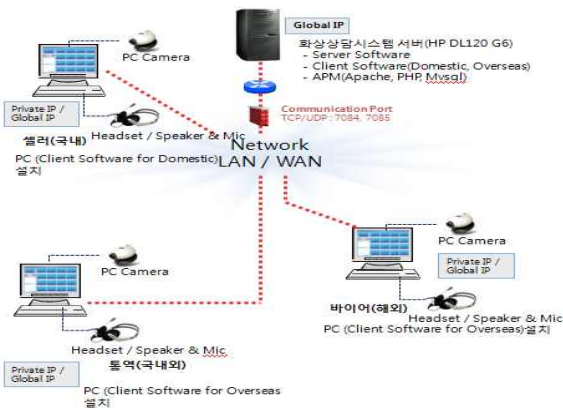 Global IP
화상상담시스템 서버(HP DL120 G6)
- Server Software
- Client Software(Domestic, Overseas)
- APM(Apache, PHP, Mysql)
PC Camera
Private IP /
Global IP
Headset / Speaker & Mic
셀러(국내)
PC (Client Software for Domestic)
설치
Communication Port
TCP/UDP : 7084, 7085
Network
LAN / WAN
PC Camera
Headset / Speaker & Mic
통역(국내외)
Private IP /
Global IP
PC (Client Software for Overseas
설치
PC Camera
Private IP /
Global IP
바이어(해외)
Headset / Speaker & Mic
PC (Client Software for Overseas)설치